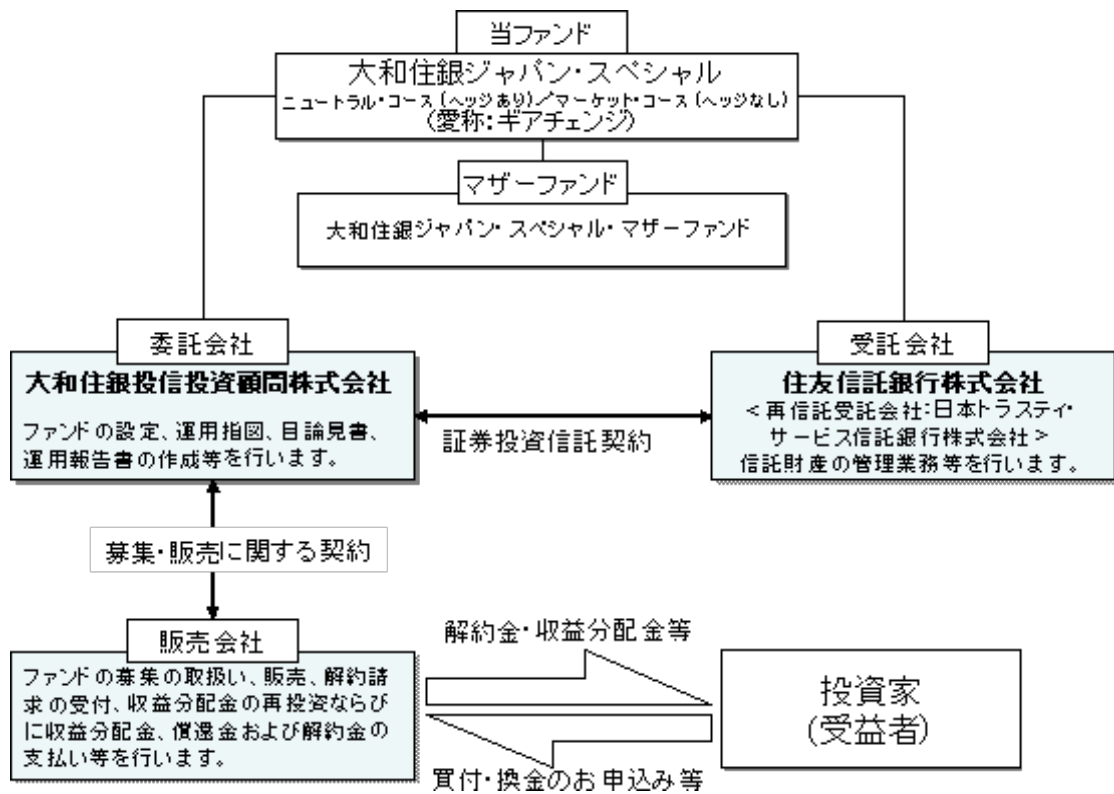 当ファンド
大和住銀ジャパン・スペシャル
ニュートラル・コース(ヘッジあり)/マーケット・コース(ヘッジなし)
(愛称:ギアチェンジ)
マザーファンド
大和住銀ジャパン・スペシャル・マザーファンド
委託会社
大和住銀投信投資顧問株式会社
ファンドの設定、運用指図、目論見書、
運用報告書の作成等を行います。
証券投資信託契約
受託会社
住友信託銀行株式会社
<再信託受託会社:日本トラスティ・
サービス信託銀行株式会社>
信託財産の管理業務等を行います。
募集・販売に関する契約
販売会社
ファンドの募集の取扱い、販売、解約請
求の受付、収益分配金の再投資ならび
に収益分配金、償還金および解約金の
支払い等を行います。
解約金・収益分配金等
買付・換金のお申込み等
投資家
(受益者)